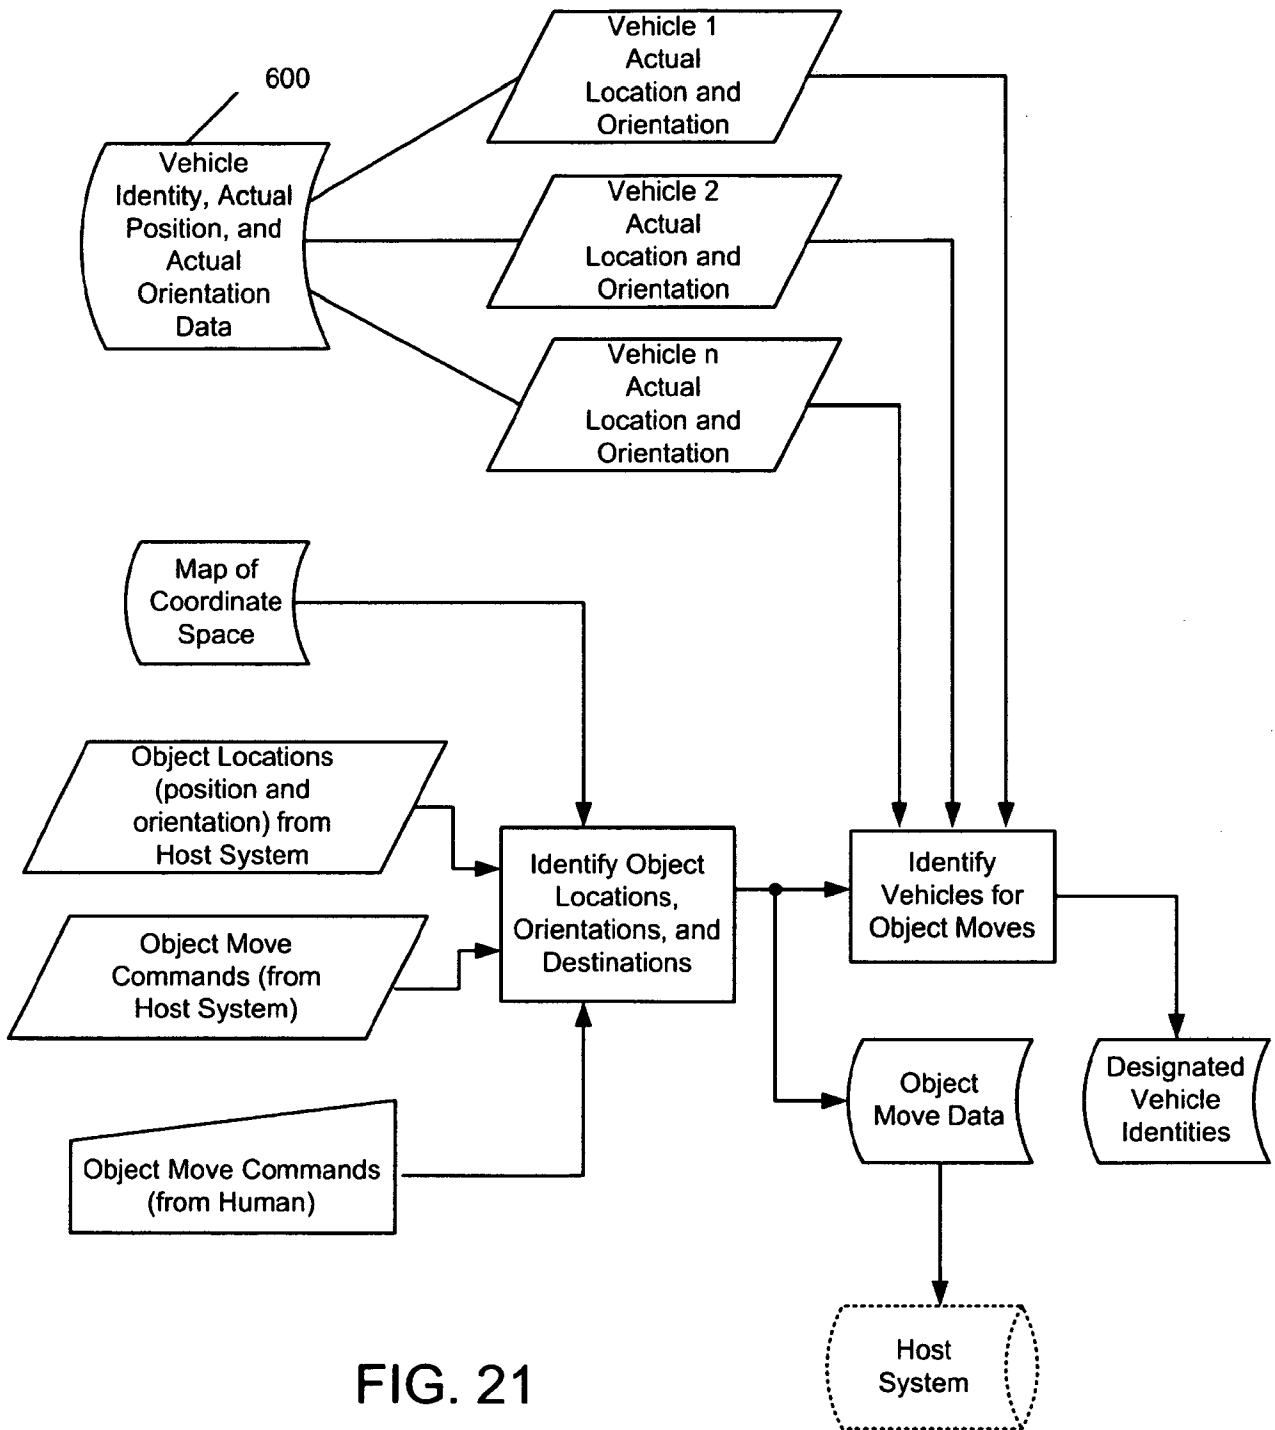 Vehicle 1
Actual
Location and
Orientation
600
Vehicle
Identity, Actual
Position, and
Actual
Orientation
Data
Vehicle 2
Actual
Location and
Orientation
Vehicle n
Actual
Location and
Orientation
Map of
Coordinate
Space
Object Locations
(position and
orientation) from
Host System
Object Move
Commands (from
Host System)
Object Move Commands
(from Human)
Identify Object
Locations,
Orientations, and
Destinations
Identify
Vehicles for
Object Moves
Object
Move Data
Designated
Vehicle
Identities
Host
System
FIG. 21